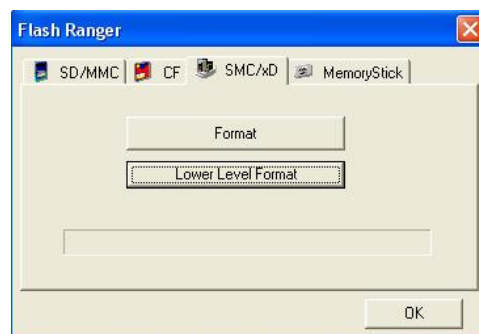 Flash Ranger
SD/MMC CF SMC/xD MemoryStick
Format
Lower Level Format
OK